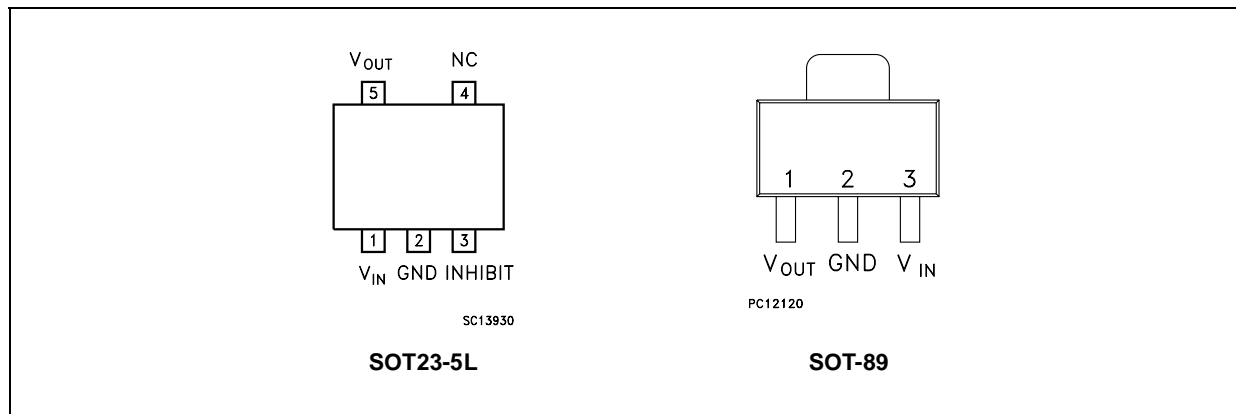 VOUT NC
5 4
1 2 3
VIN GND INHIBIT
SC13930
SOT23-5L
1 2 3
VOUT GND VIN
PC12120
SOT-89